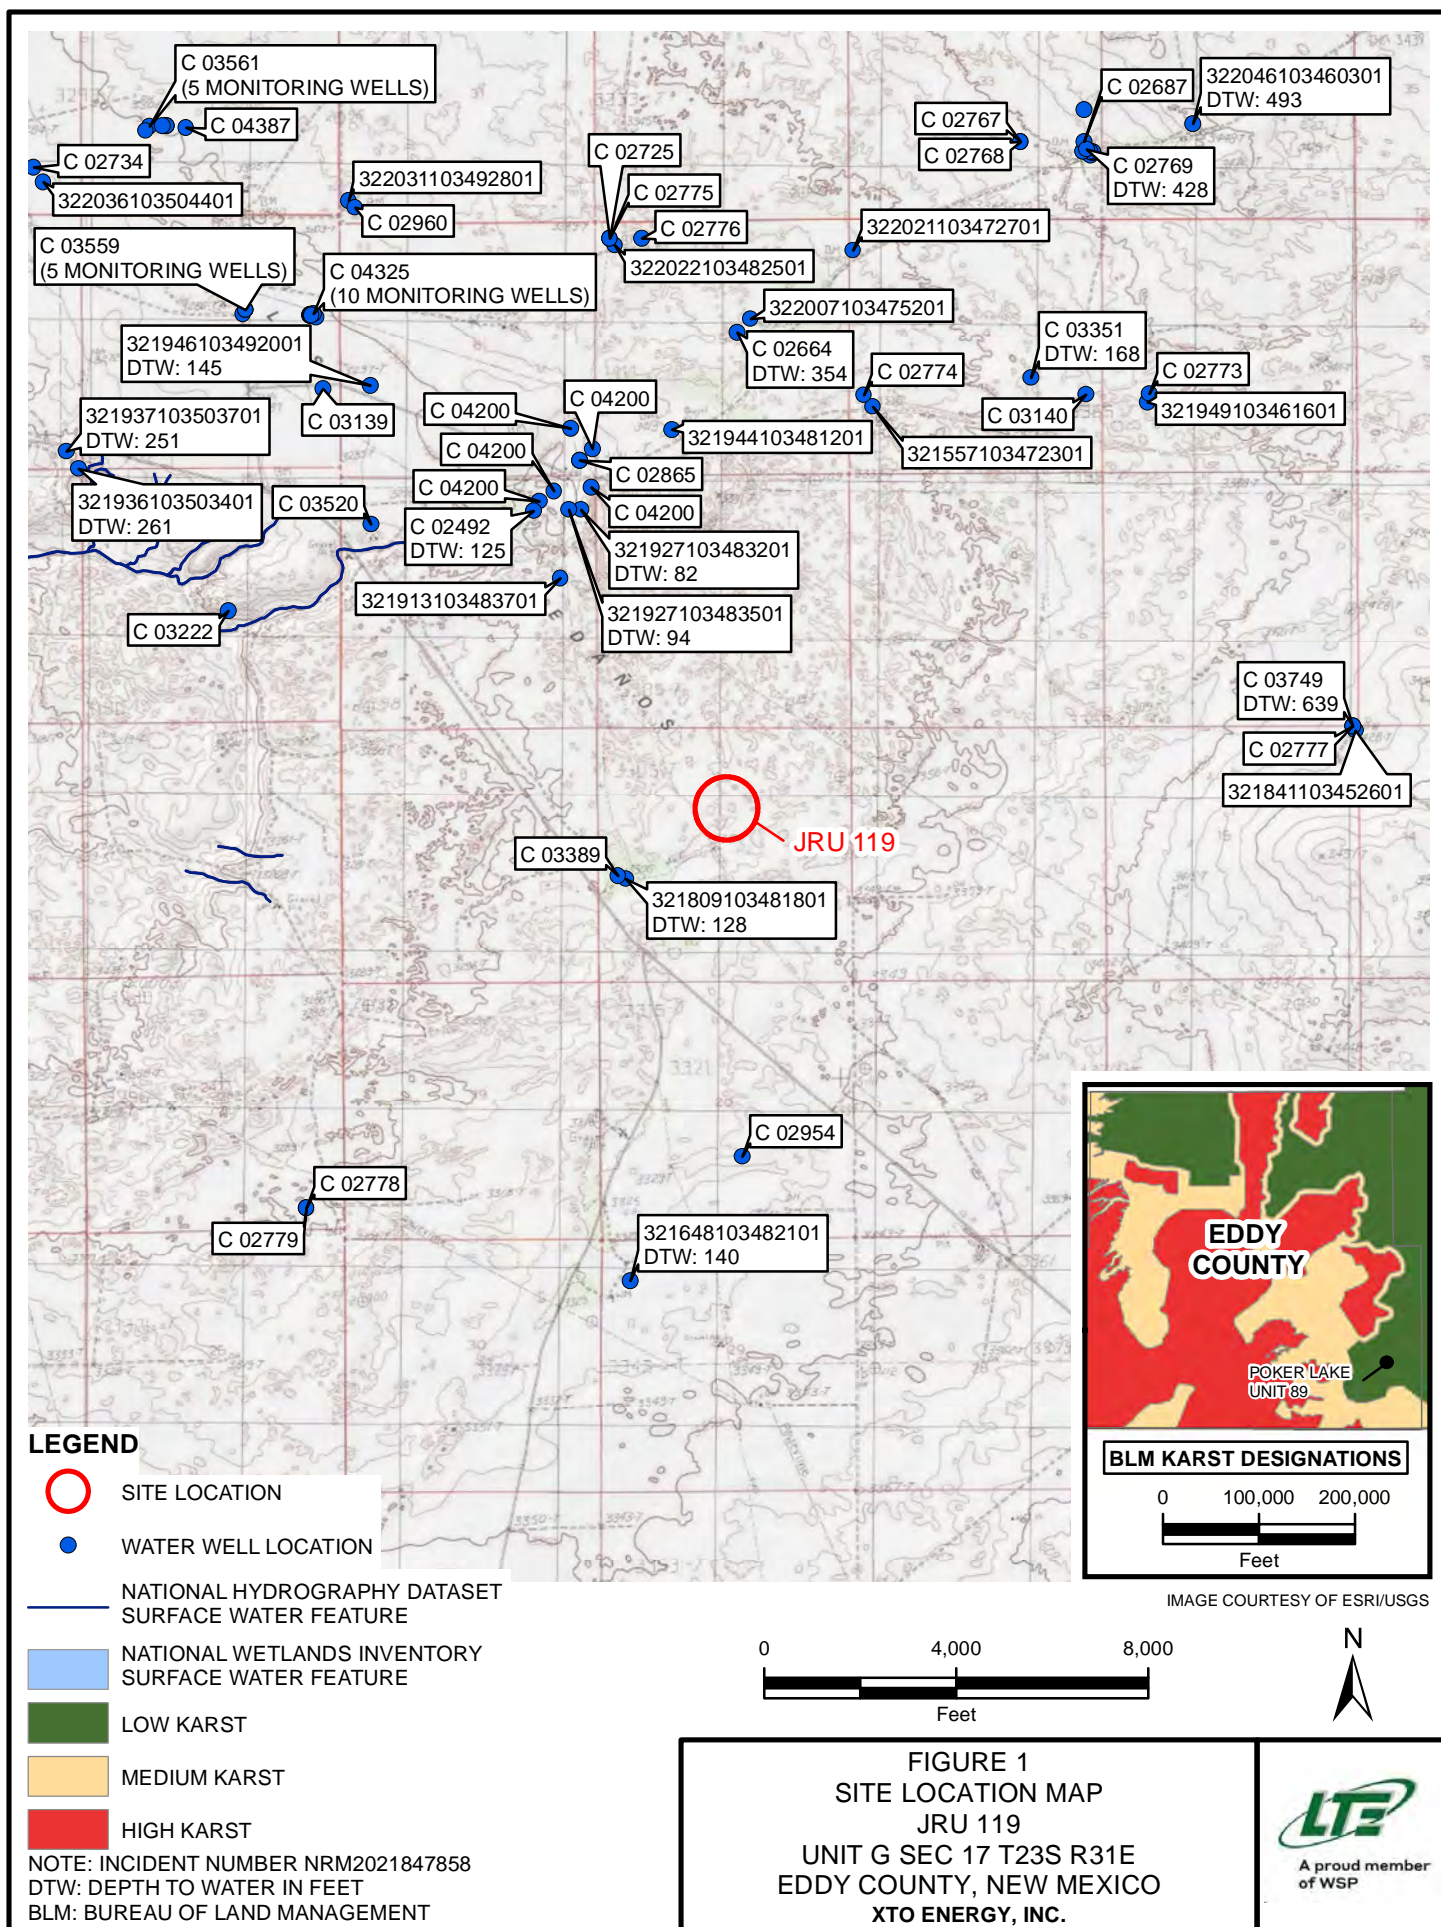 C 03561
(5 MONITORING WELLS)
C 04387
C 02734
322036103504401
322031103492801
C 02960
C 02725
C 02775
C 02776
322022103482501
C 02767
C 02768
C 02687
322046103460301
DTW: 493
C 02769
DTW: 428
322021103472701
C 03559
(5 MONITORING WELLS)
C 04325
(10 MONITORING WELLS)
322007103475201
C 02664
DTW: 354
C 03351
DTW: 168
C 02774
C 02773
C 03140
321949103461601
321557103472301
321946103492001
DTW: 145
C 03139
321937103503701
DTW: 251
321936103503401
DTW: 261
C 04200
C 04200
321944103481201
C 04200
C 02865
C 04200
C 04200
C 03520
C 02492
DTW: 125
321927103483201
DTW: 82
321913103483701
321927103483501
DTW: 94
C 03222
C 03749
DTW: 639
C 02777
321841103452601
JRU 119
C 03389
321809103481801
DTW: 128
C 02954
C 02778
C 02779
321648103482101
DTW: 140
3321
EDDY
COUNTY
POKER LAKE
UNIT 89
BLM KARST DESIGNATIONS
0 100,000 200,000
Feet
IMAGE COURTESY OF ESRI/USGS
LEGEND
SITE LOCATION
WATER WELL LOCATION
NATIONAL HYDROGRAPHY DATASET
SURFACE WATER FEATURE
NATIONAL WETLANDS INVENTORY
SURFACE WATER FEATURE
LOW KARST
MEDIUM KARST
HIGH KARST
NOTE: INCIDENT NUMBER NRM2021847858
DTW: DEPTH TO WATER IN FEET
BLM: BUREAU OF LAND MANAGEMENT
0 4,000 8,000
Feet
N
FIGURE 1
SITE LOCATION MAP
JRU 119
UNIT G SEC 17 T23S R31E
EDDY COUNTY, NEW MEXICO
XTO ENERGY, INC.
LTE
A proud member
of WSP